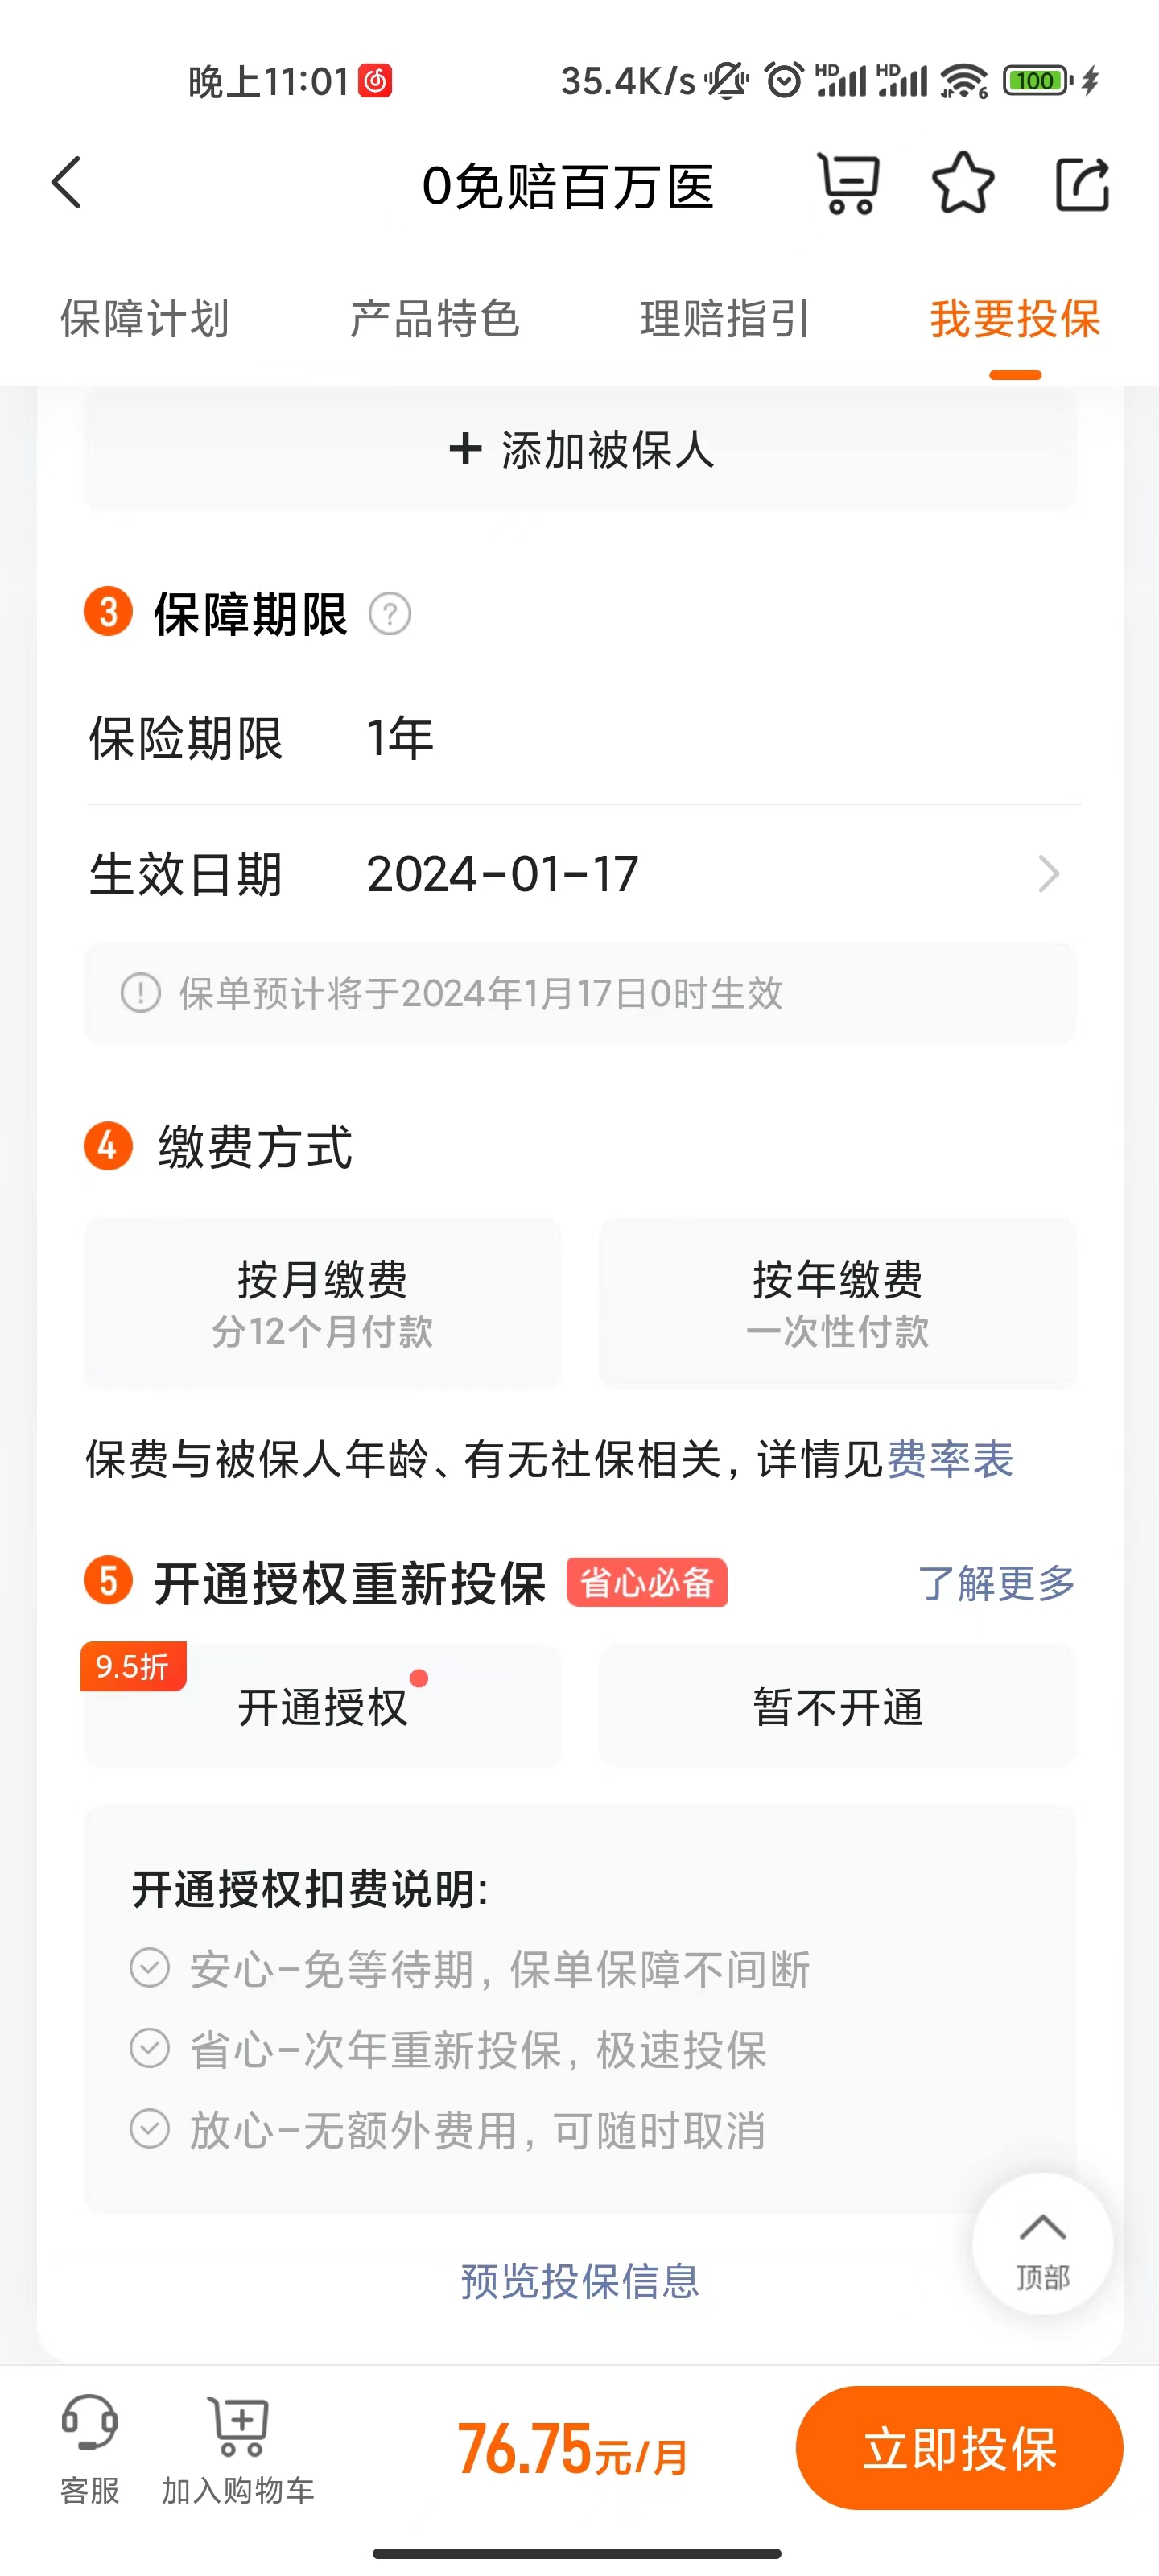 晚上11:01
35.4K/s
HD
HD
6
100
0免赔百万医
保障计划
产品特色
理赔指引
我要投保
+ 添加被保人
3 保障期限 ?
保险期限 1年
生效日期 2024-01-17
保单预计将于2024年1月17日0时生效
4 缴费方式
按月缴费
分12个月付款
按年缴费
一次性付款
保费与被保人年龄、有无社保相关, 详情见费率表
5 开通授权重新投保 省心必备 了解更多
9.5折
开通授权
暂不开通
开通授权扣费说明:
安心-免等待期, 保单保障不间断
省心-次年重新投保, 极速投保
放心-无额外费用, 可随时取消
顶部
预览投保信息
客服
加入购物车
76.75元/月
立即投保